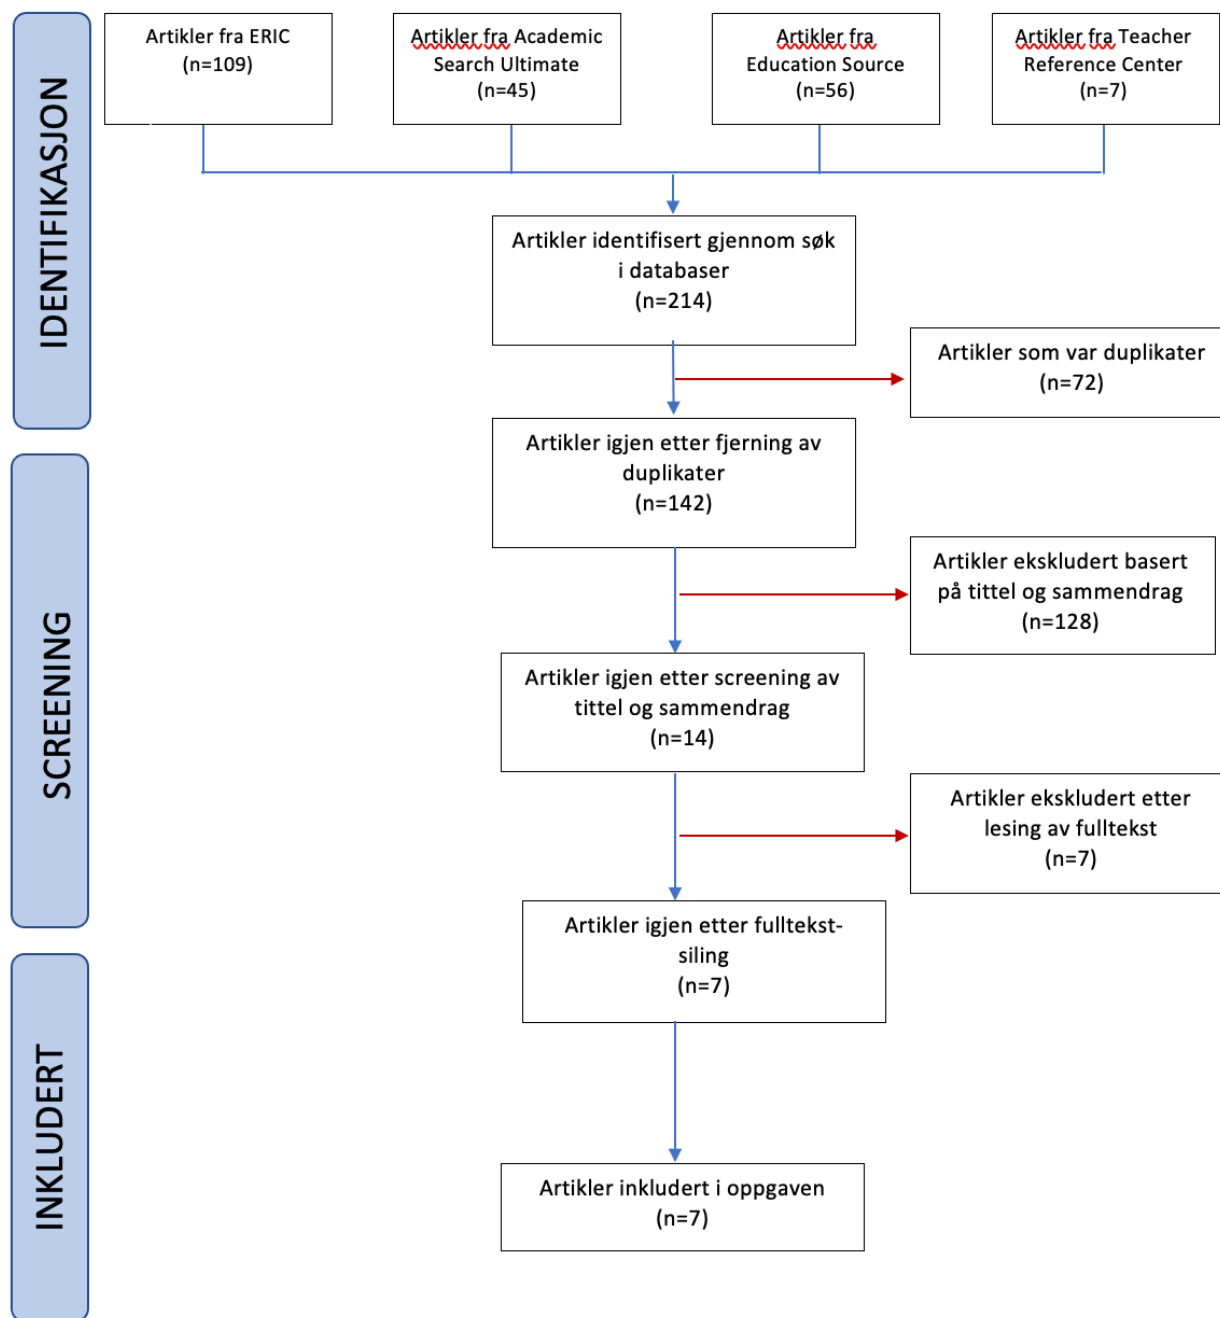 IDENTIFIKASJON
Artikler fra ERIC
(n=109)
Artikler fra Academic
Search Ultimate
(n=45)
Artikler fra
Education Source
(n=56)
Artikler fra Teacher
Reference Center
(n=7)
Artikler identifisert gjennom søk
i databaser
(n=214)
Artikler som var duplikater
(n=72)
Artikler igjen etter fjerning av
duplikater
(n=142)
SCREENING
Artikler ekskludert basert
på tittel og sammendrag
(n=128)
Artikler igjen etter screening av
tittel og sammendrag
(n=14)
Artikler ekskludert etter
lesing av fulltekst
(n=7)
Artikler igjen etter fulltekst-
siling
(n=7)
INKLUDERT
Artikler inkludert i oppgaven
(n=7)